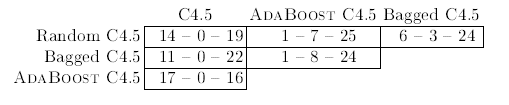 C4.5 AdaBoost C4.5 Bagged C4.5
Random C4.5 14 – 0 – 19 1 – 7 – 25 6 – 3 – 24
Bagged C4.5 11 – 0 – 22 1 – 8 – 24
AdaBoost C4.5 17 – 0 – 16